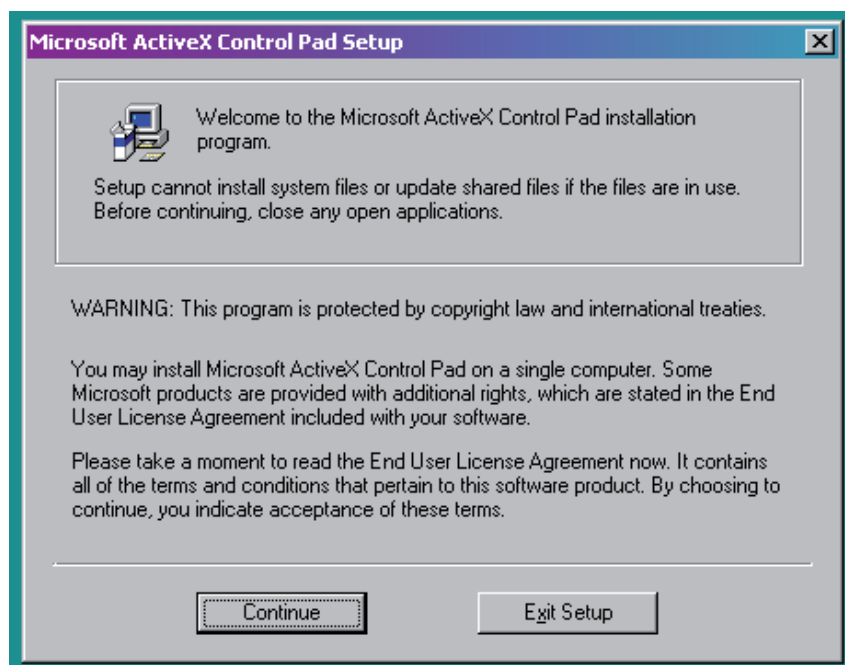 Microsoft ActiveX Control Pad Setup
Welcome to the Microsoft ActiveX Control Pad installation
program.
Setup cannot install system files or update shared files if the files are in use.
Before continuing, close any open applications.
WARNING: This program is protected by copyright law and international treaties.
You may install Microsoft ActiveX Control Pad on a single computer. Some
Microsoft products are provided with additional rights, which are stated in the End
User License Agreement included with your software.
Please take a moment to read the End User License Agreement now. It contains
all of the terms and conditions that pertain to this software product. By choosing to
continue, you indicate acceptance of these terms.
Continue
Exit Setup